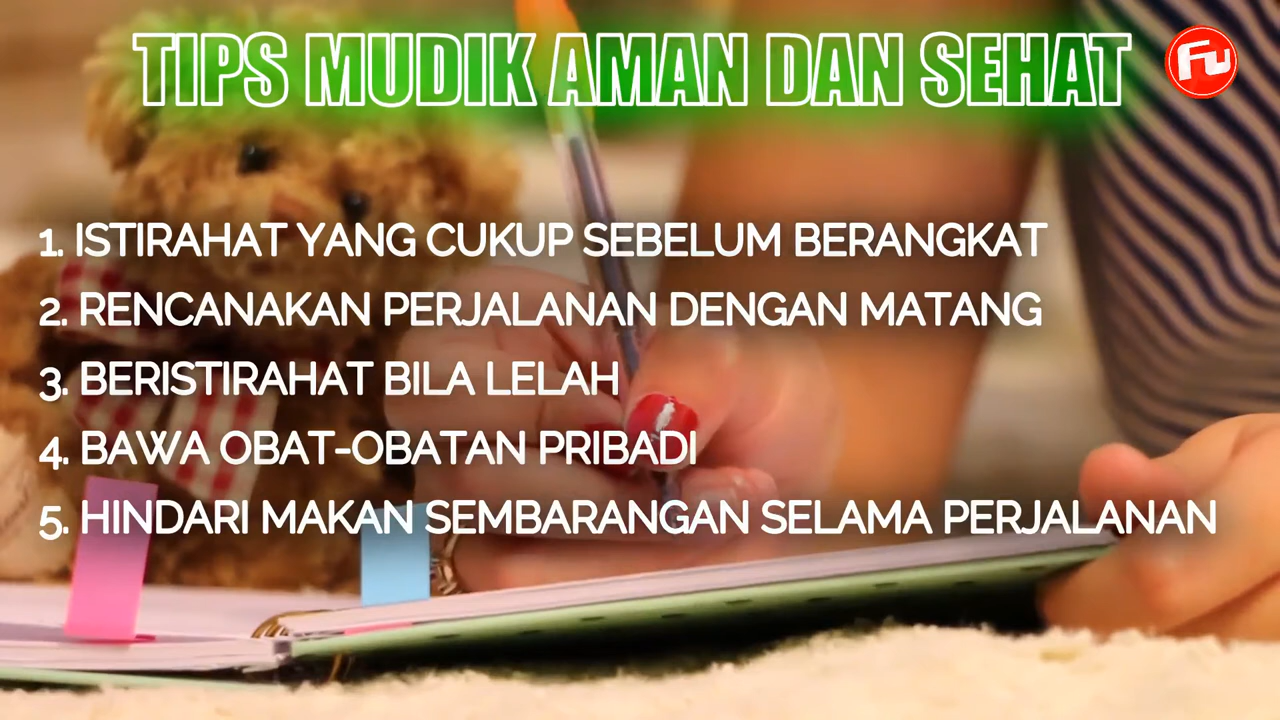 TIPS MUDIK AMAN DAN SEHAT
FU
1. ISTIRAHAT YANG CUKUP SEBELUM BERANGKAT
2. RENCANAKAN PERJALANAN DENGAN MATANG
3. BERISTIRAHAT BILA LELAH
4. BAWA OBAT-OBATAN PRIBADI
5. HINDARI MAKAN SEMBARANGAN SELAMA PERJALANAN